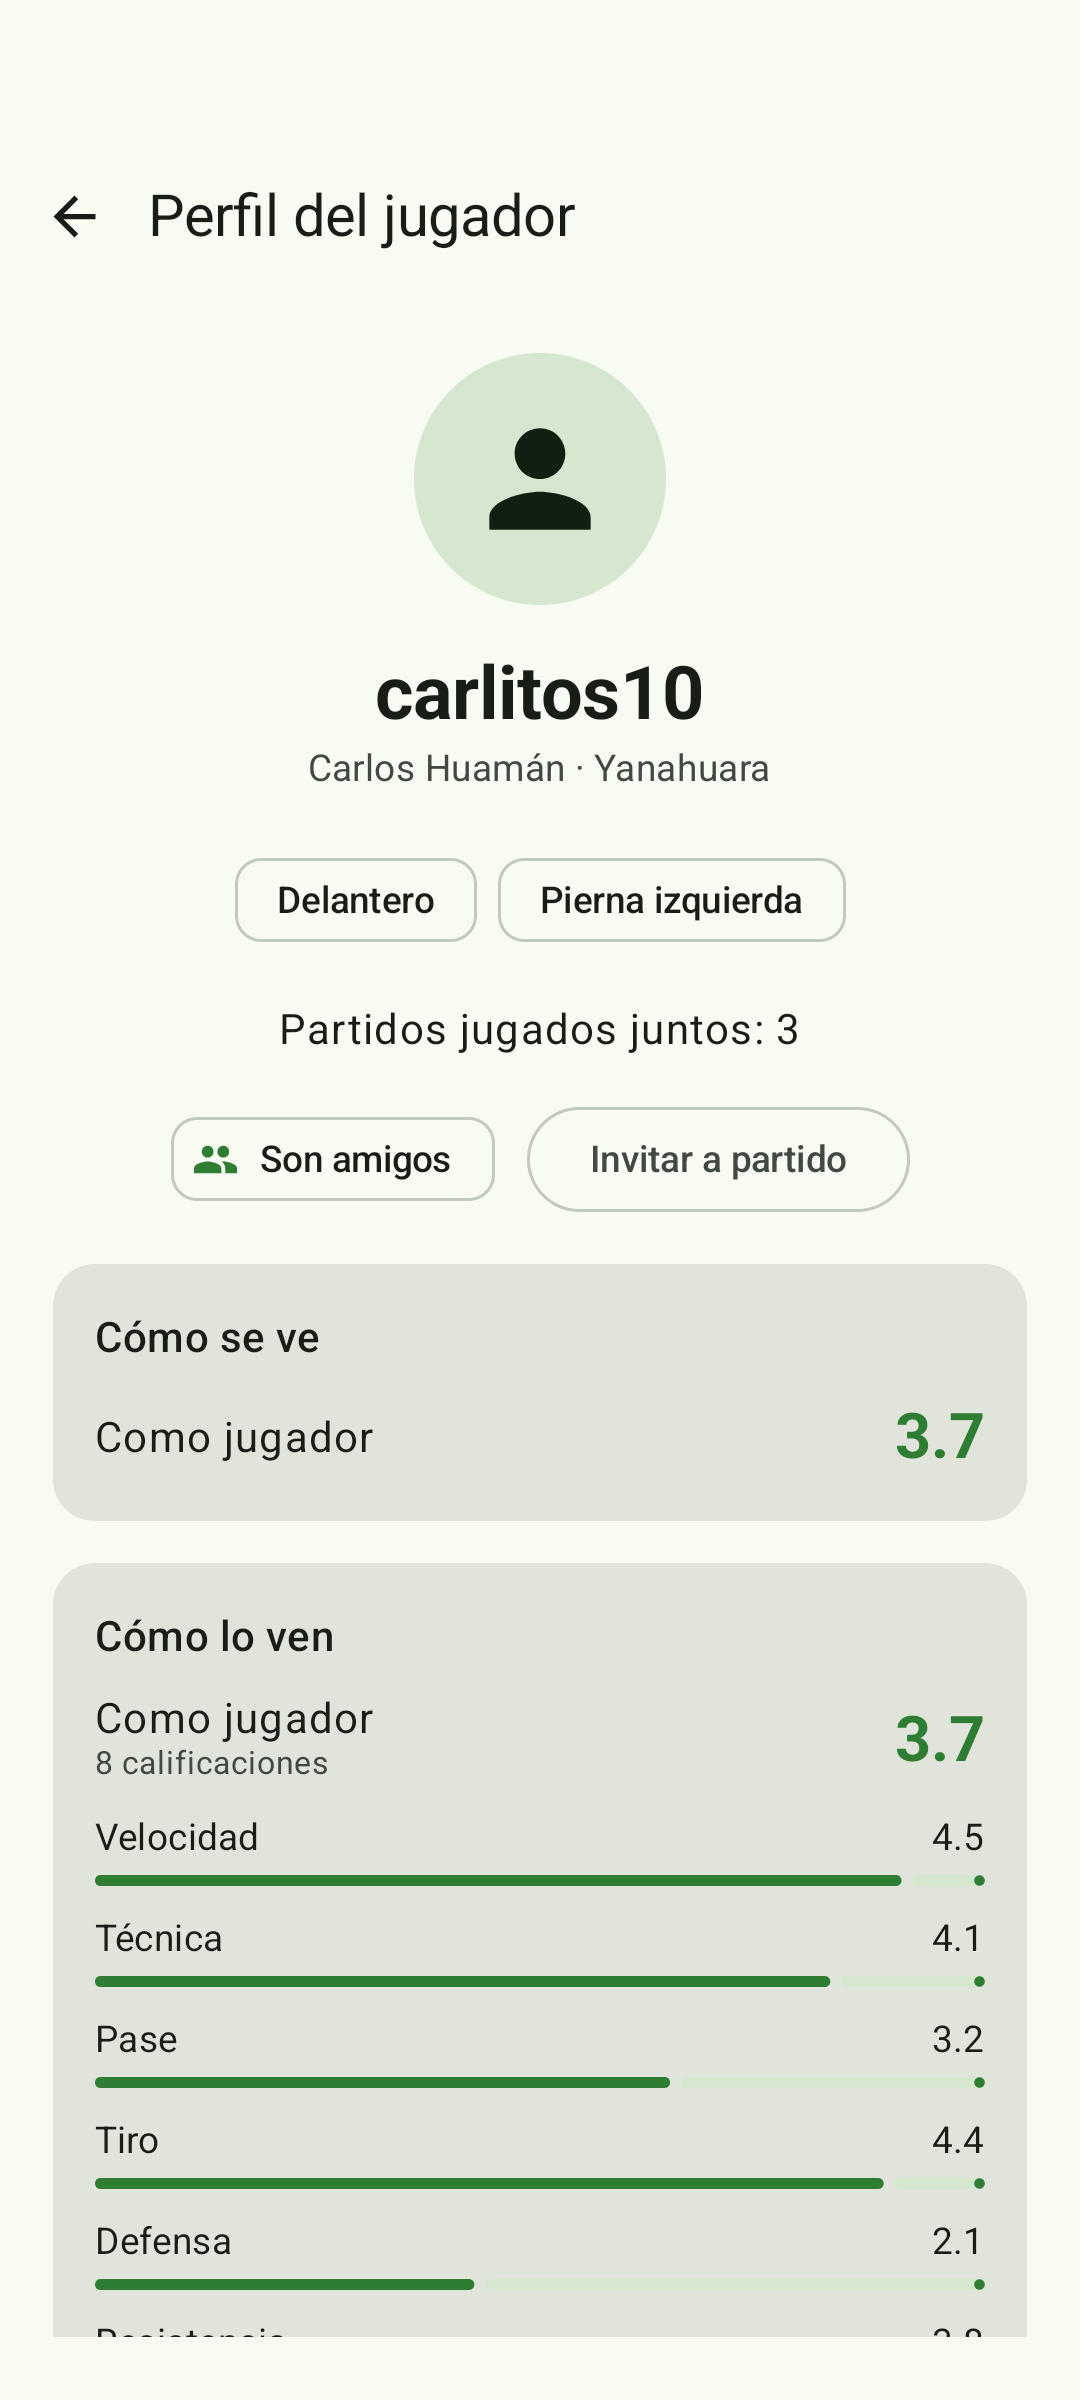 Perfil del jugador
carlitos10
Carlos Huamán · Yanahuara
Delantero
Pierna izquierda
Partidos jugados juntos: 3
Son amigos
Invitar a partido
Cómo se ve
Como jugador 3.7
Cómo lo ven
Como jugador 3.7
8 calificaciones
Velocidad 4.5
Técnica 4.1
Pase 3.2
Tiro 4.4
Defensa 2.1